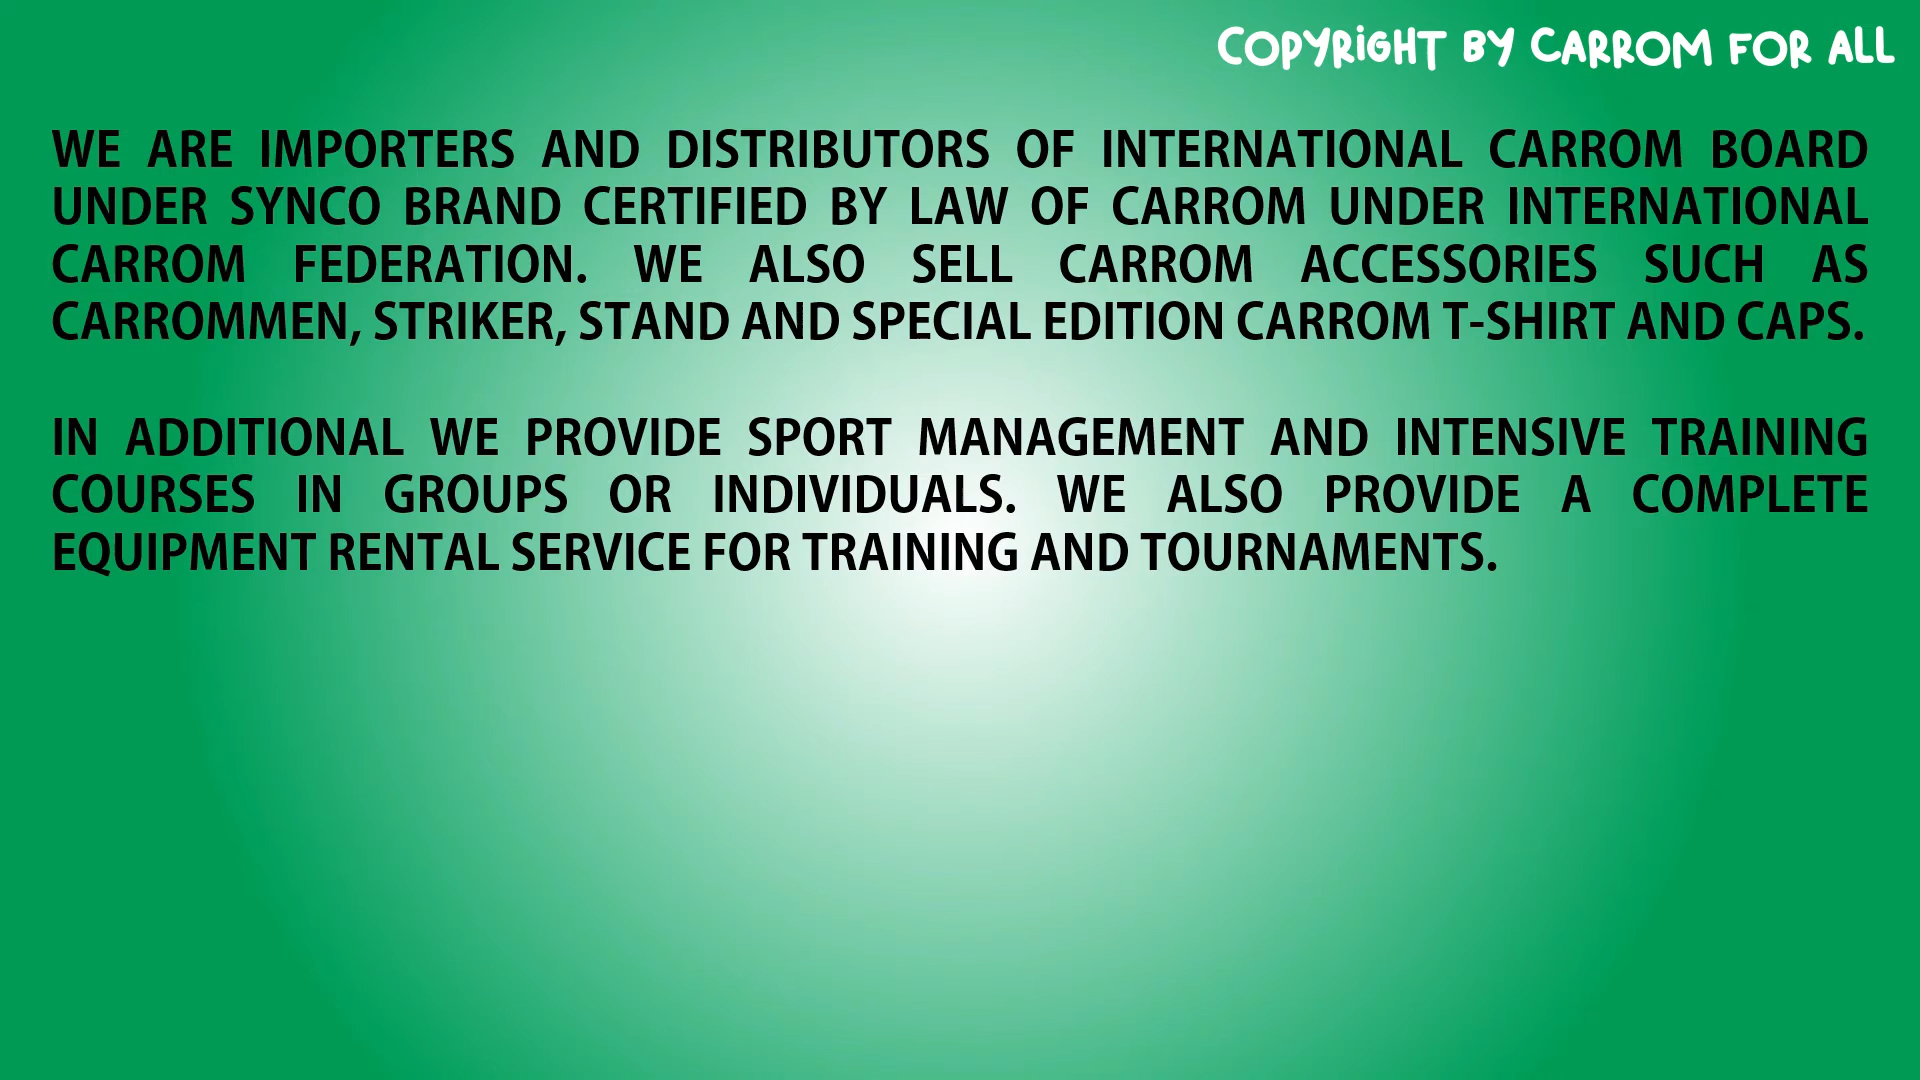 COPYRIGHT BY CARROM FOR ALL
WE ARE IMPORTERS AND DISTRIBUTORS OF INTERNATIONAL CARROM BOARD
UNDER SYNCO BRAND CERTIFIED BY LAW OF CARROM UNDER INTERNATIONAL
CARROM FEDERATION. WE ALSO SELL CARROM ACCESSORIES SUCH AS
CARROMMEN, STRIKER, STAND AND SPECIAL EDITION CARROM T-SHIRT AND CAPS.
IN ADDITIONAL WE PROVIDE SPORT MANAGEMENT AND INTENSIVE TRAINING
COURSES IN GROUPS OR INDIVIDUALS. WE ALSO PROVIDE A COMPLETE
EQUIPMENT RENTAL SERVICE FOR TRAINING AND TOURNAMENTS.